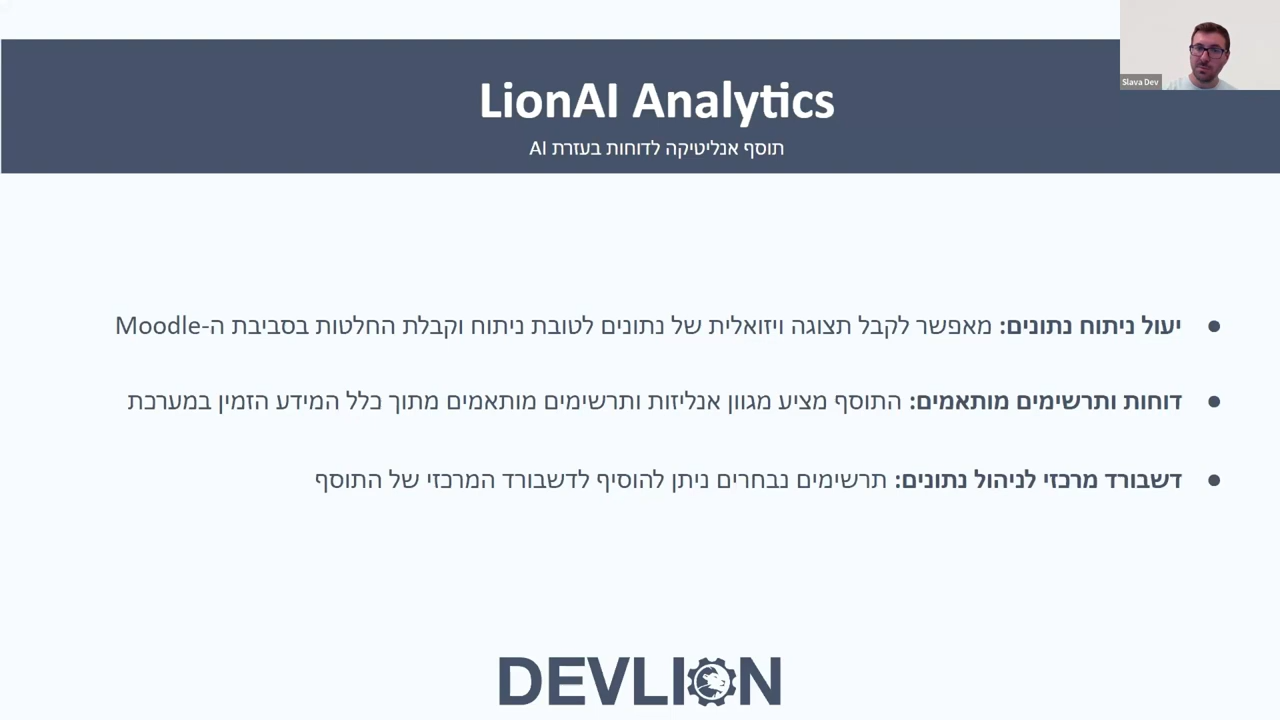 Slava Dev
LionAI Analytics
תוסף אנליטיקה לדוחות בעזרת AI
● יעול ניתוח נתונים: מאפשר לקבל תצוגה ויזואלית של נתונים לטובת ניתוח וקבלת החלטות בסביבת ה-Moodle
● דוחות ותרשימים מותאמים: התוסף מציע מגוון אנליזות ותרשימים מותאמים מתוך כלל המידע הזמין במערכת
● דשבורד מרכזי לניהול נתונים: תרשימים נבחרים ניתן להוסיף לדשבורד המרכזי של התוסף
DEVLION